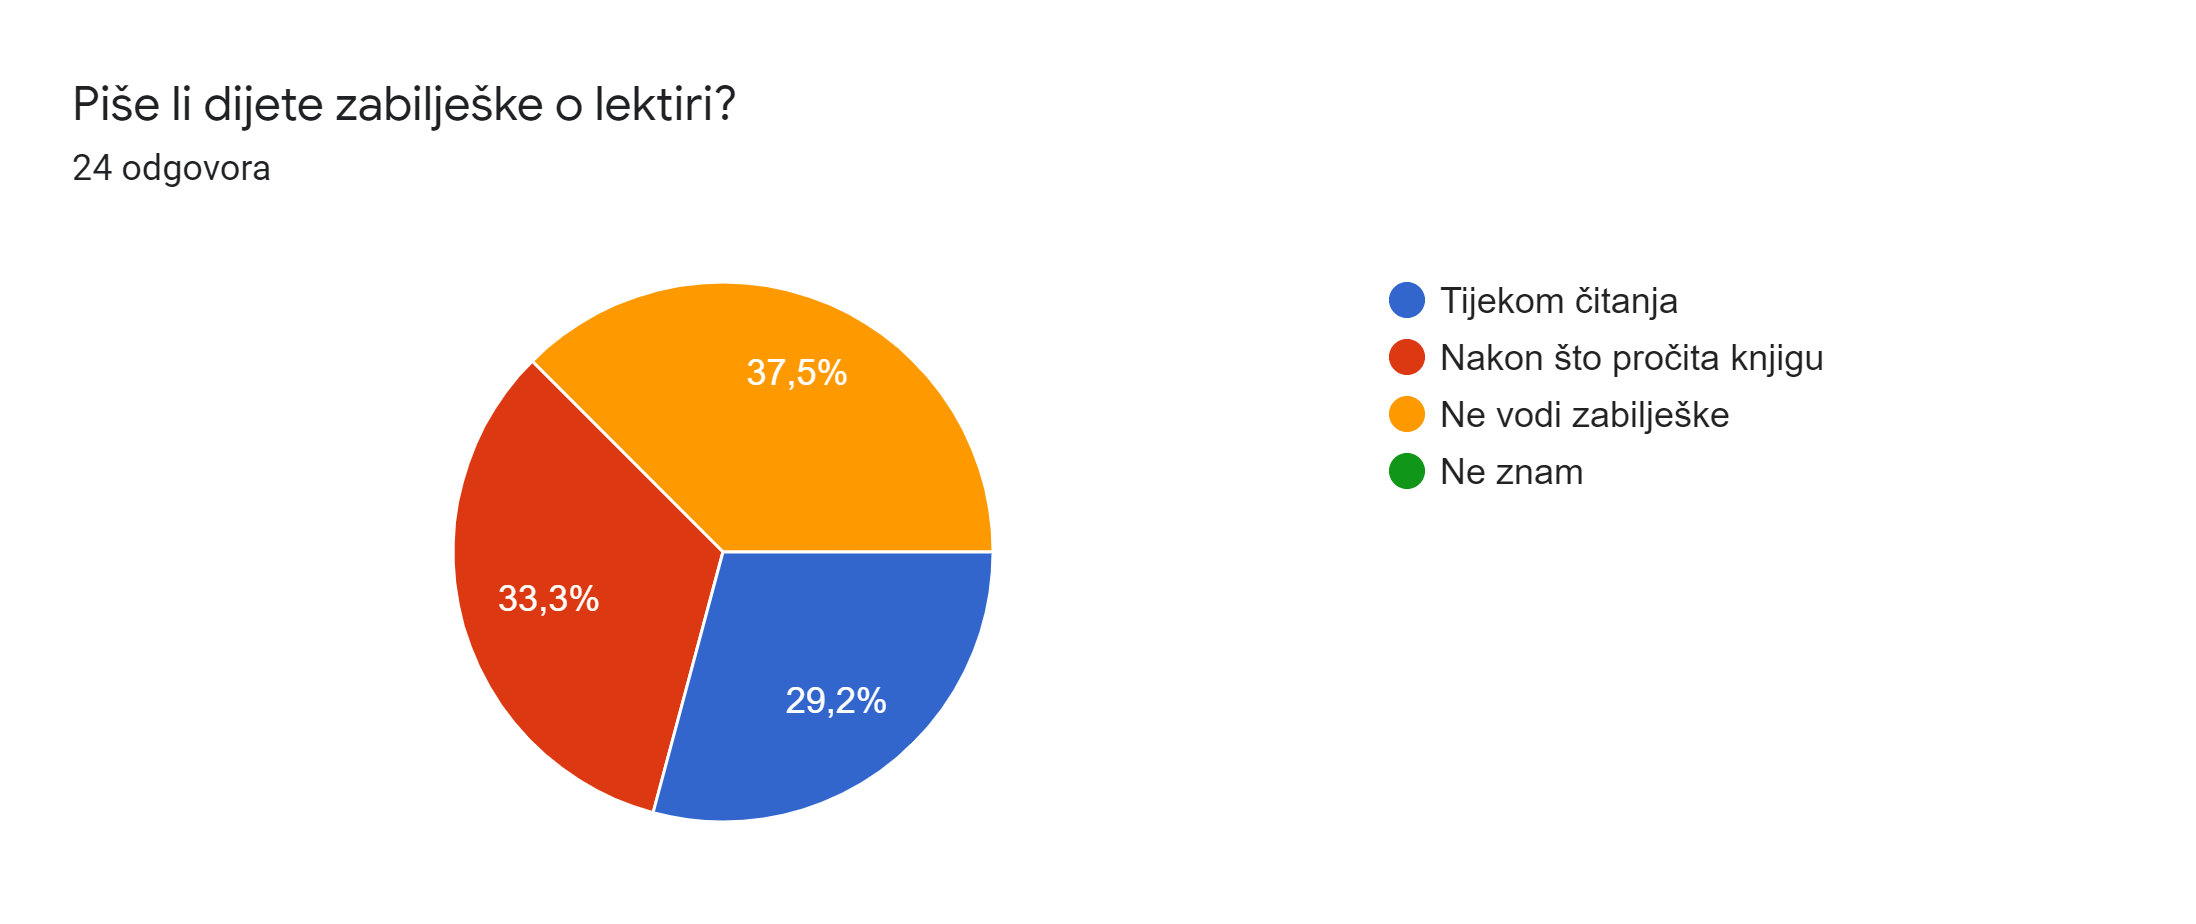 Piše li dijete zabilješke o lektiri?
24 odgovora
37,5%
33,3%
29,2%
Tijekom čitanja
Nakon što pročita knjigu
Ne vodi zabilješke
Ne znam